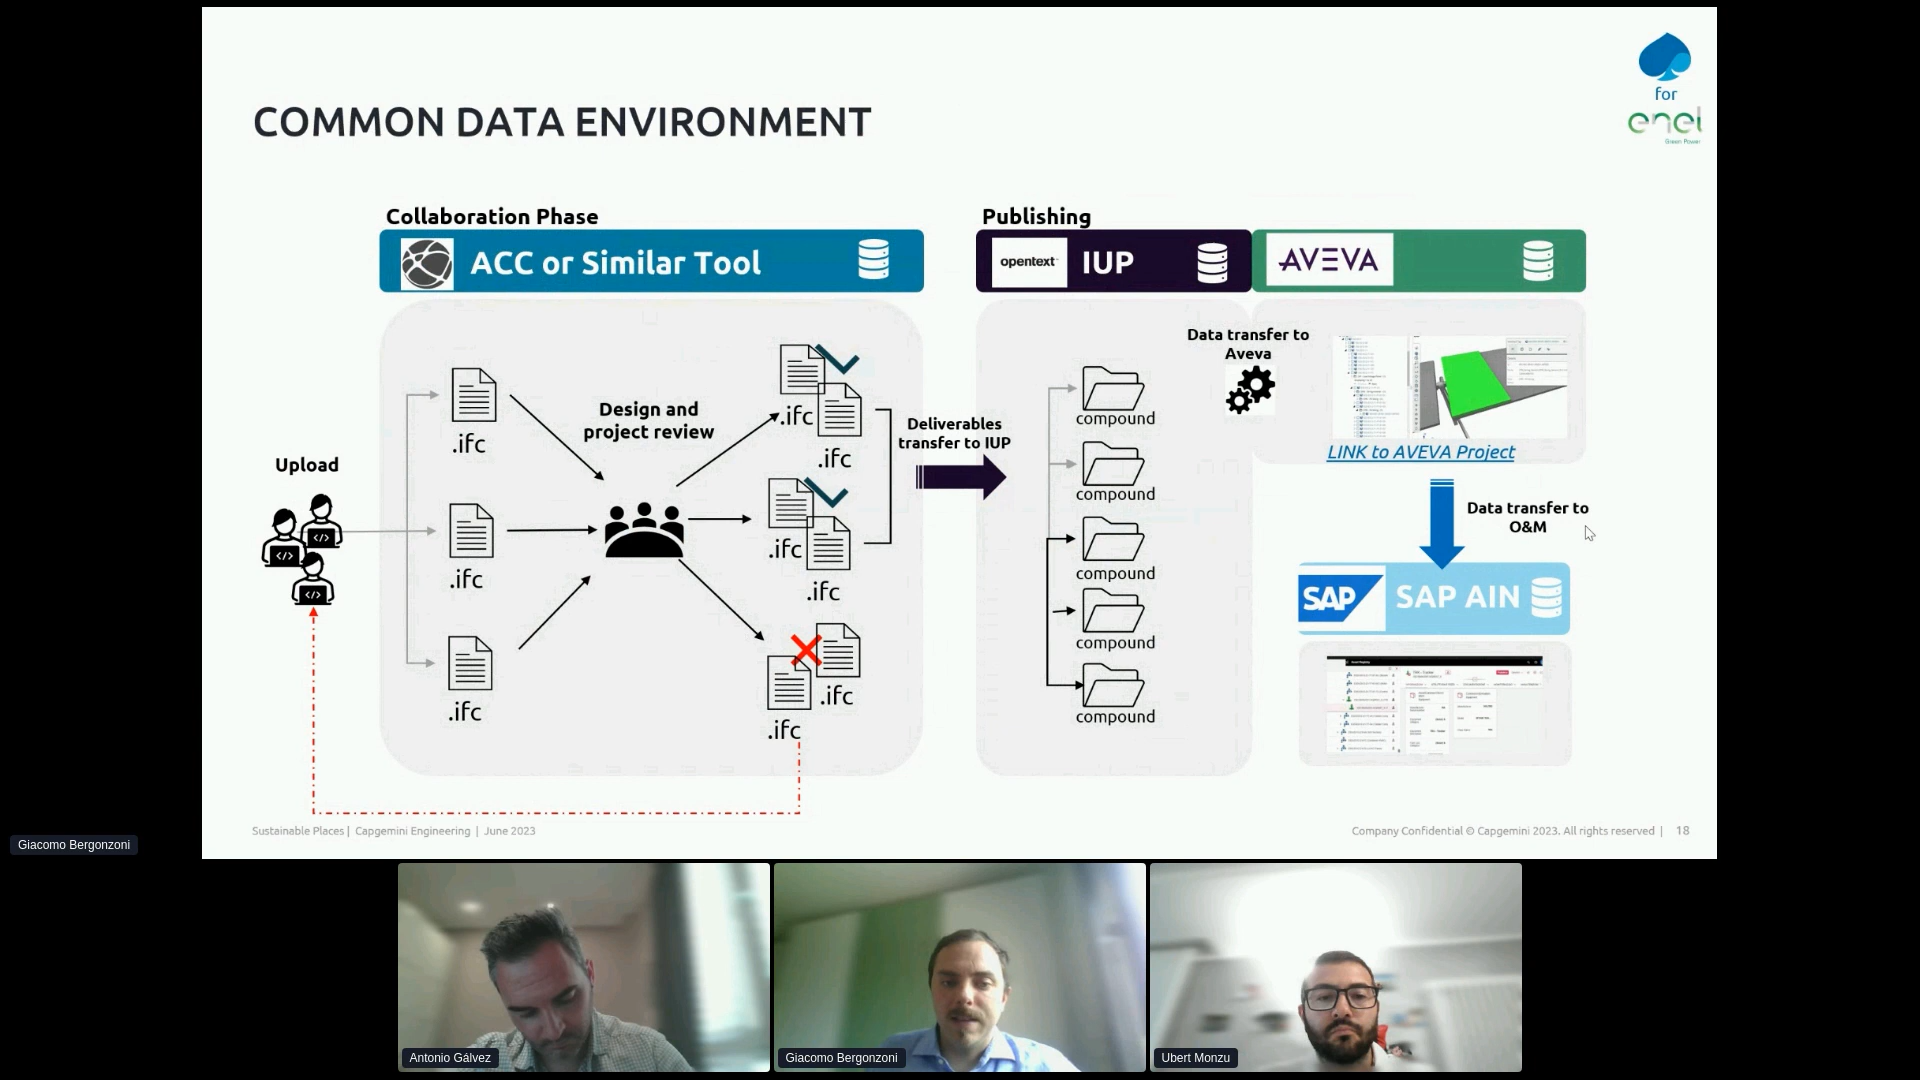 for
enel
Green Power
COMMON DATA ENVIRONMENT
Collaboration Phase
ACC or Similar Tool
Publishing
opentext
IUP
AVEVA
Upload
.ifc
.ifc
.ifc
Design and
project review
.ifc
.ifc
.ifc
.ifc
.ifc
.ifc
Deliverables
transfer to IUP
compound
compound
compound
compound
compound
Data transfer to
Aveva
LINK to AVEVA Project
Data transfer to
O&M
SAP
SAP AIN
Sustainable Places | Capgemini Engineering | June 2023
Company Confidential © Capgemini 2023. All rights reserved | 18
Giacomo Bergonzoni
Antonio Gálvez
Giacomo Bergonzoni
Ubert Monzu